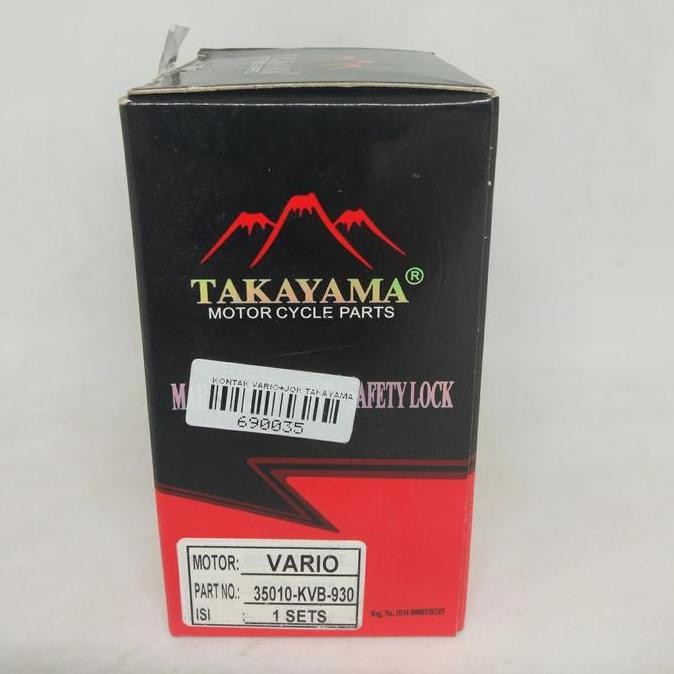 TAKAYAMA®
MOTOR CYCLE PARTS
KONTAK VARIO+JOK TAKAYAMA
690035
AFETY LOCK
MOTOR: VARIO
PART NO.: 35010-KVB-930
ISI : 1 SETS